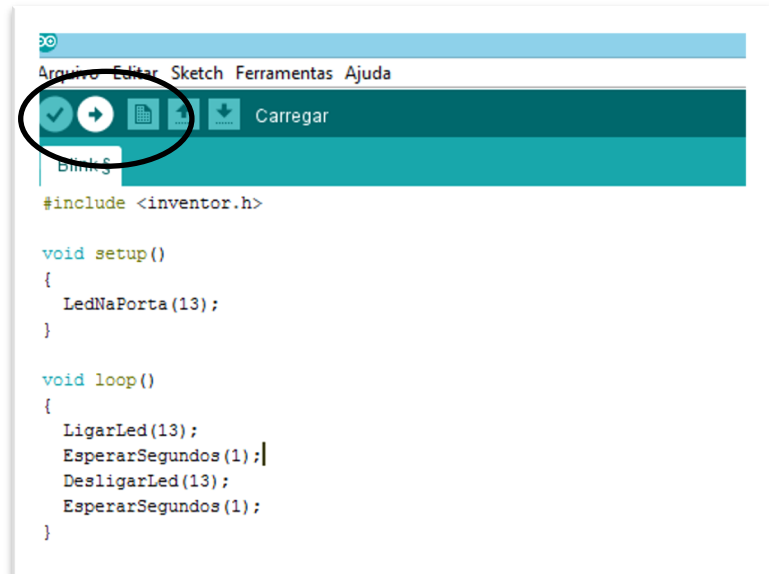 Arquivo Editar Sketch Ferramentas Ajuda
Carregar
Blink §
#include <inventor.h>
void setup()
{
LedNaPorta(13);
}
void loop()
{
LigarLed(13);
EsperarSegundos(1);
DesligarLed(13);
EsperarSegundos(1);
}